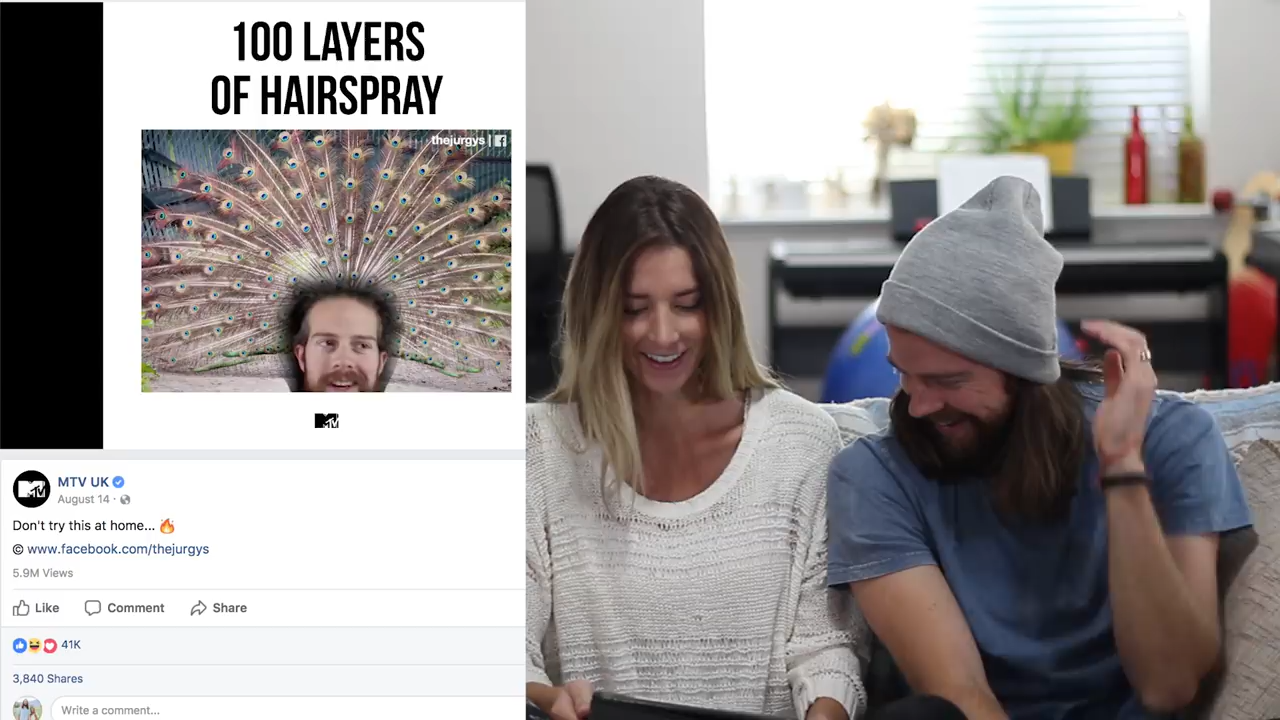 100 LAYERS
OF HAIRSPRAY
thejurgys |
MTV
MTV UK
August 14 ·
Don't try this at home... 🔥
© www.facebook.com/thejurgys
5.9M Views
Like Comment Share
41K
3,840 Shares
Write a comment...